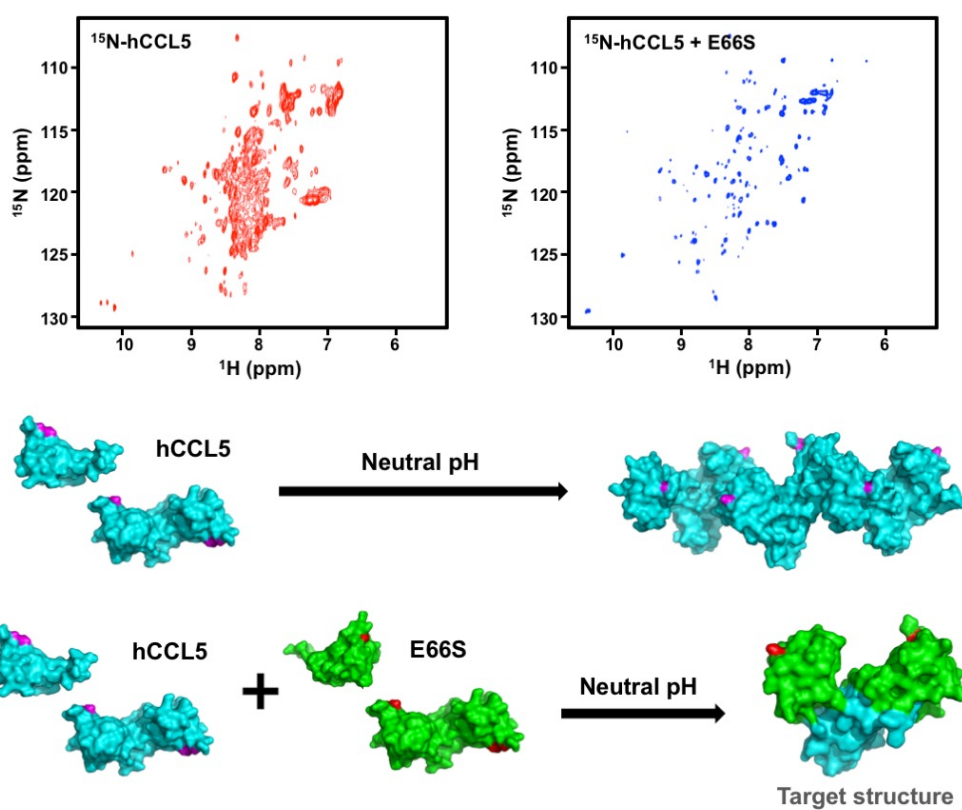 ¹⁵N-hCCL5
110
115
120
125
130
¹⁵N (ppm)
10
9
8
7
6
¹H (ppm)
¹⁵N-hCCL5 + E66S
110
115
120
125
130
¹⁵N (ppm)
10
9
8
7
6
¹H (ppm)
hCCL5
Neutral pH
hCCL5
+
E66S
Neutral pH
Target structure